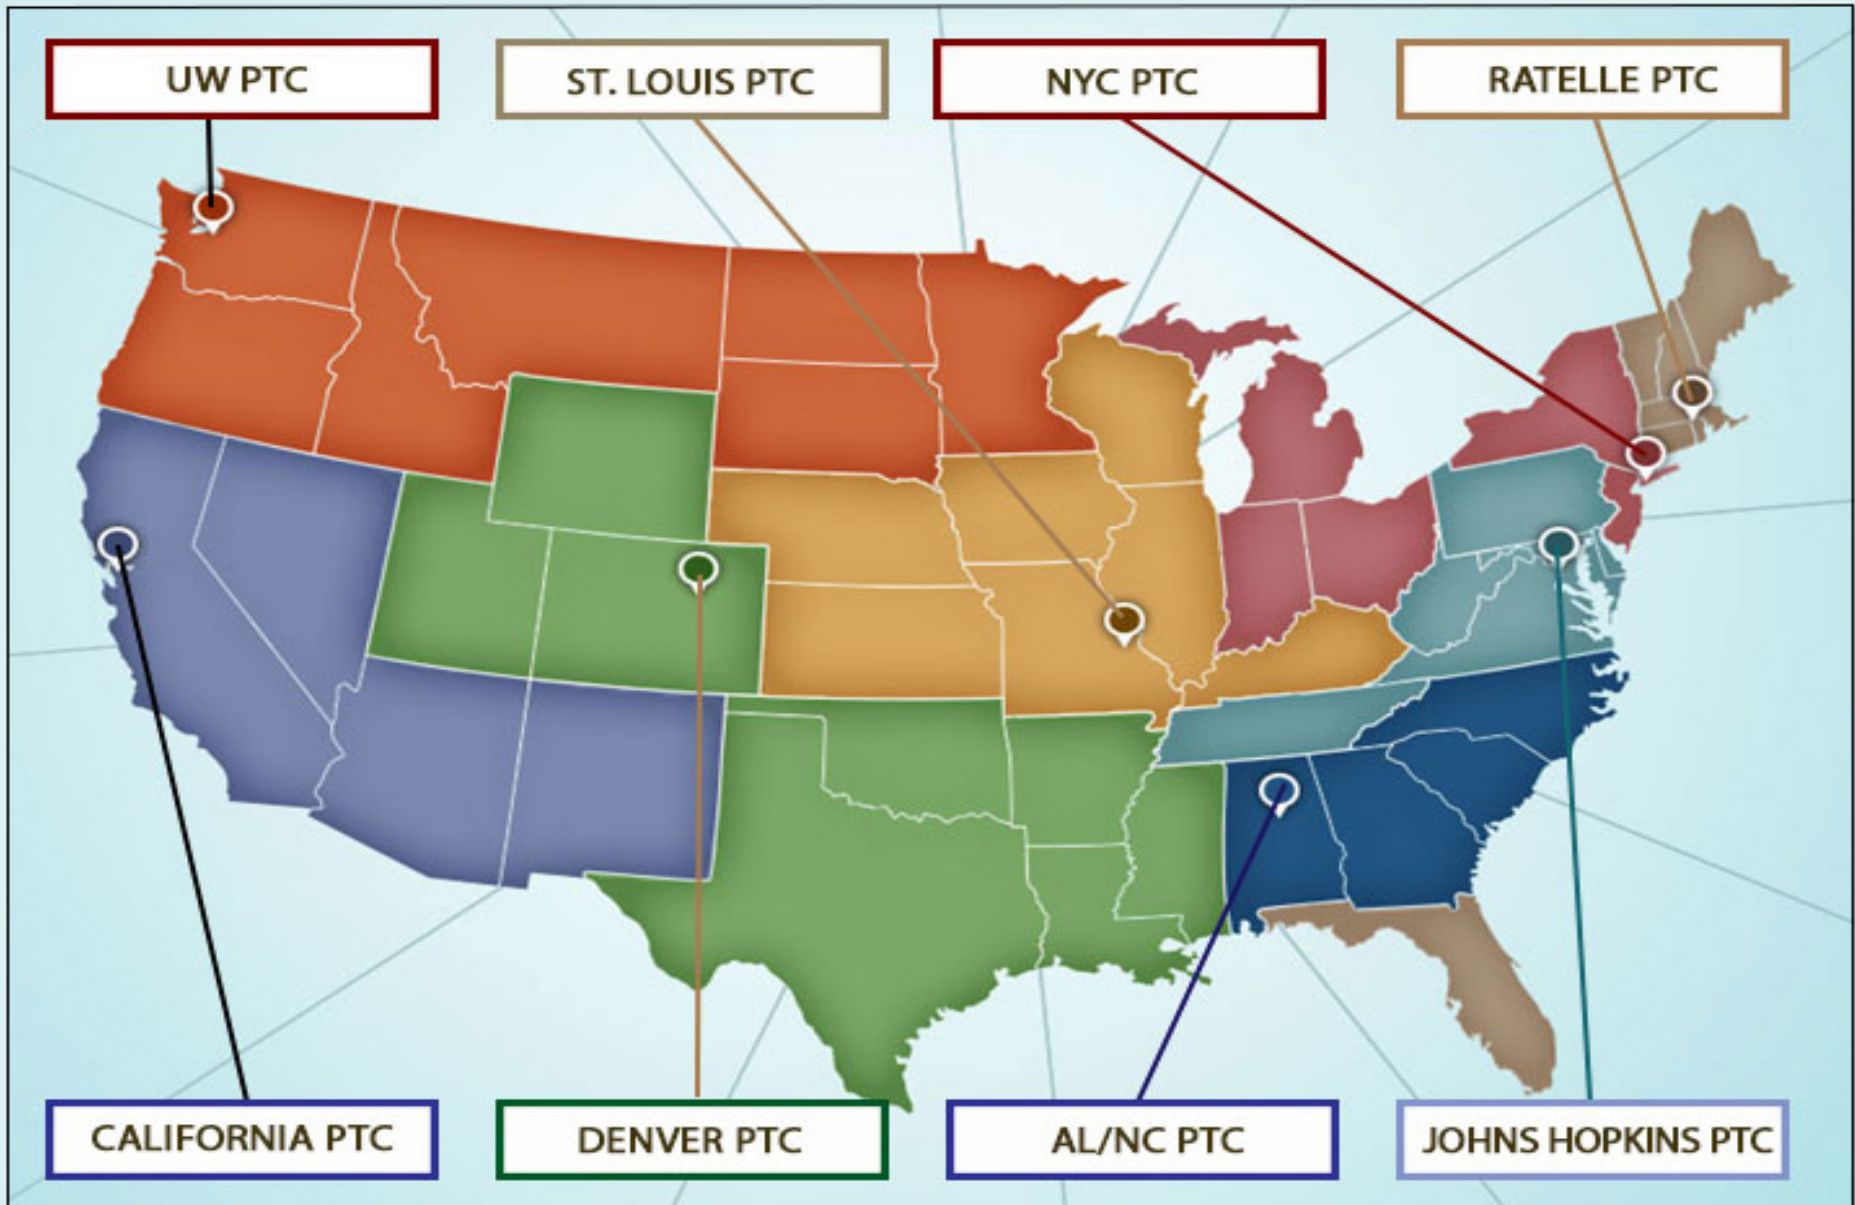 UW PTC
ST. LOUIS PTC
NYC PTC
RATELLE PTC
CALIFORNIA PTC
DENVER PTC
AL/NC PTC
JOHNS HOPKINS PTC